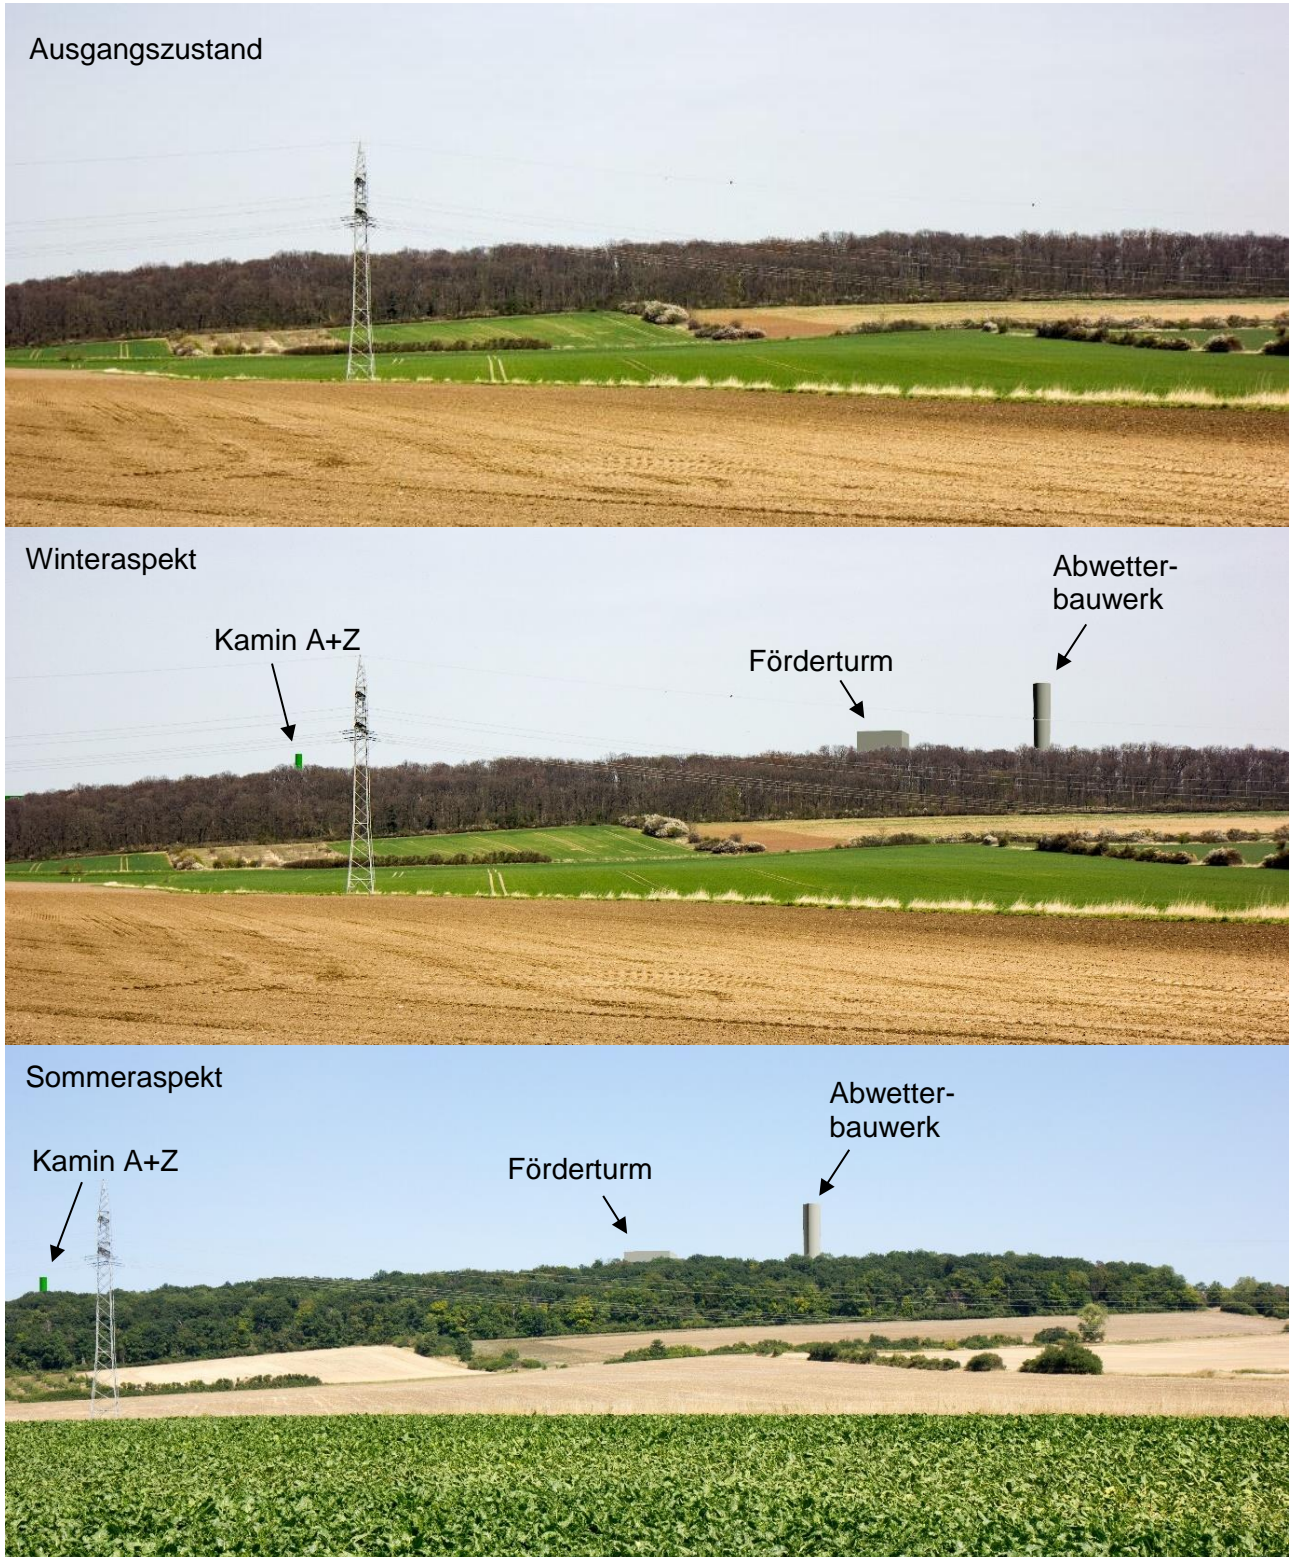 Ausgangszustand
Winteraspekt
Abwetter-
bauwerk
Kamin A+Z
Förderturm
Sommeraspekt
Abwetter-
bauwerk
Kamin A+Z
Förderturm